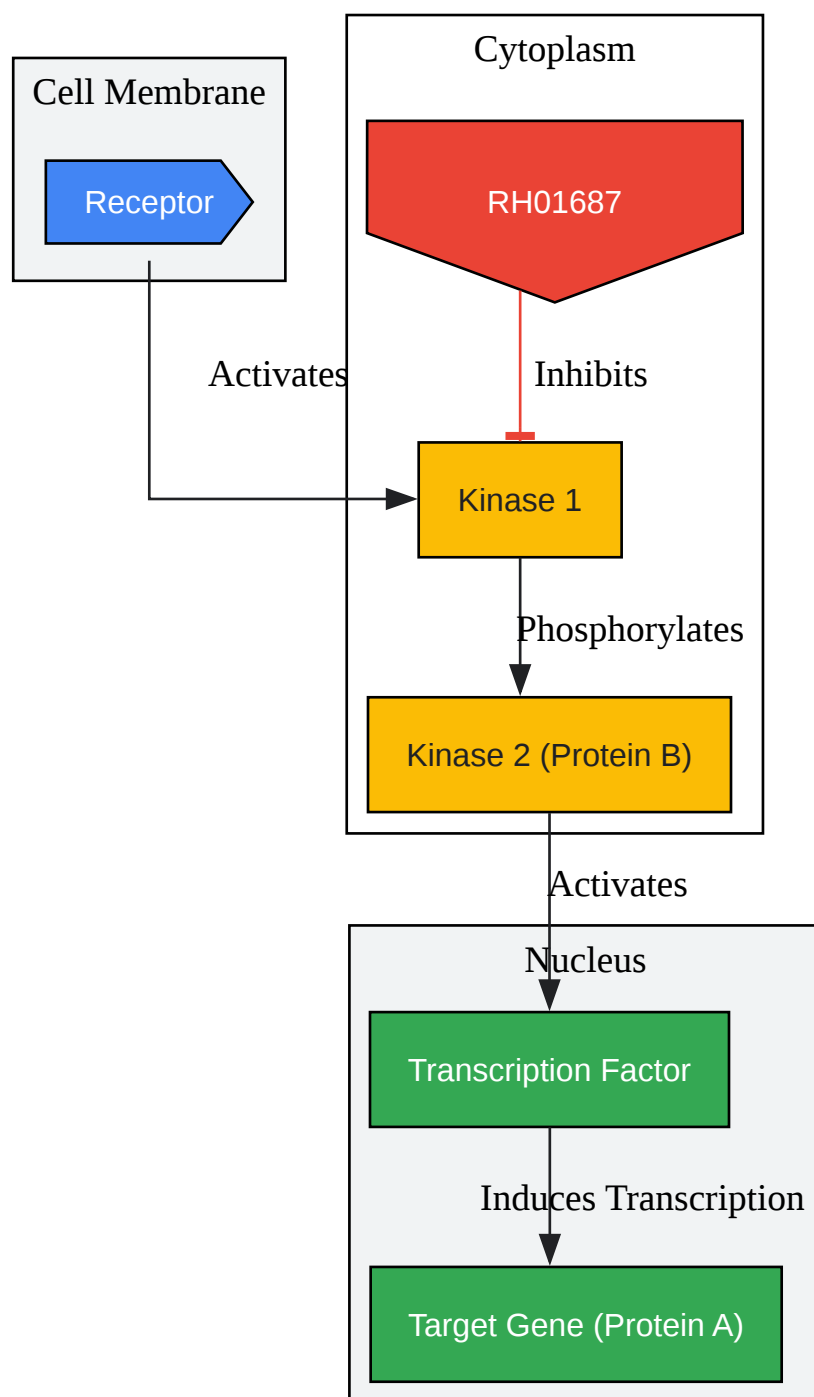 Cytoplasm
Cell Membrane
Receptor
RH01687
Activates
Inhibits
Kinase 1
Phosphorylates
Kinase 2 (Protein B)
Activates
Nucleus
Transcription Factor
Induces Transcription
Target Gene (Protein A)